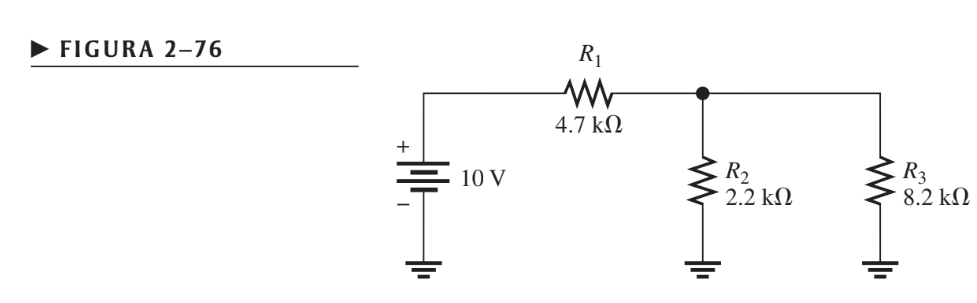 ▶ FIGURA 2–76
R1
4.7 kΩ
+
10 V
–
R2
2.2 kΩ
R3
8.2 kΩ